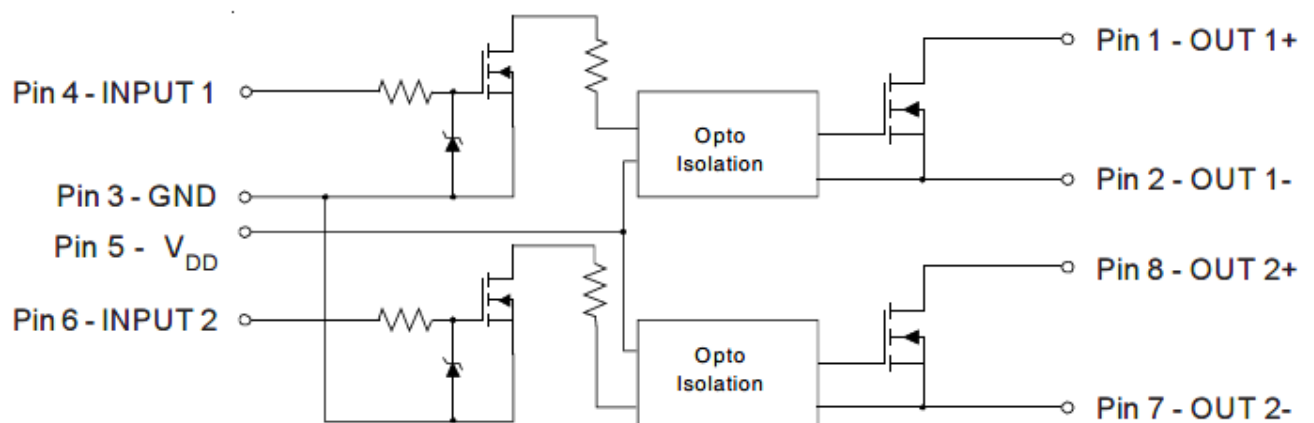 Pin 4 - INPUT 1
Pin 3 - GND
Pin 5 - VDD
Pin 6 - INPUT 2
Opto
Isolation
Opto
Isolation
Pin 1 - OUT 1+
Pin 2 - OUT 1-
Pin 8 - OUT 2+
Pin 7 - OUT 2-